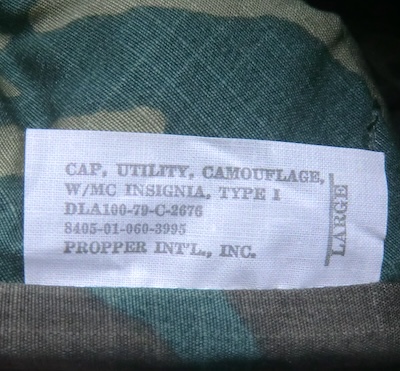 CAP, UTILITY, CAMOUFLAGE,
W/MC INSIGNIA, TYPE I
DLA100-79-C-2676
8405-01-060-3995
PROPPER INT'L., INC.
LARGE